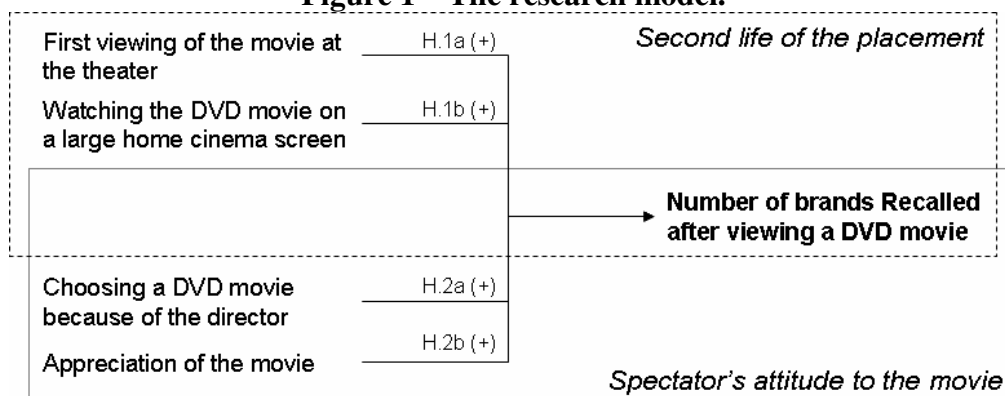 Figure 1 – The research model.
First viewing of the movie at
the theater
H.1a (+)
Second life of the placement
Watching the DVD movie on
a large home cinema screen
H.1b (+)
Number of brands Recalled
after viewing a DVD movie
Choosing a DVD movie
because of the director
H.2a (+)
Appreciation of the movie
H.2b (+)
Spectator's attitude to the movie